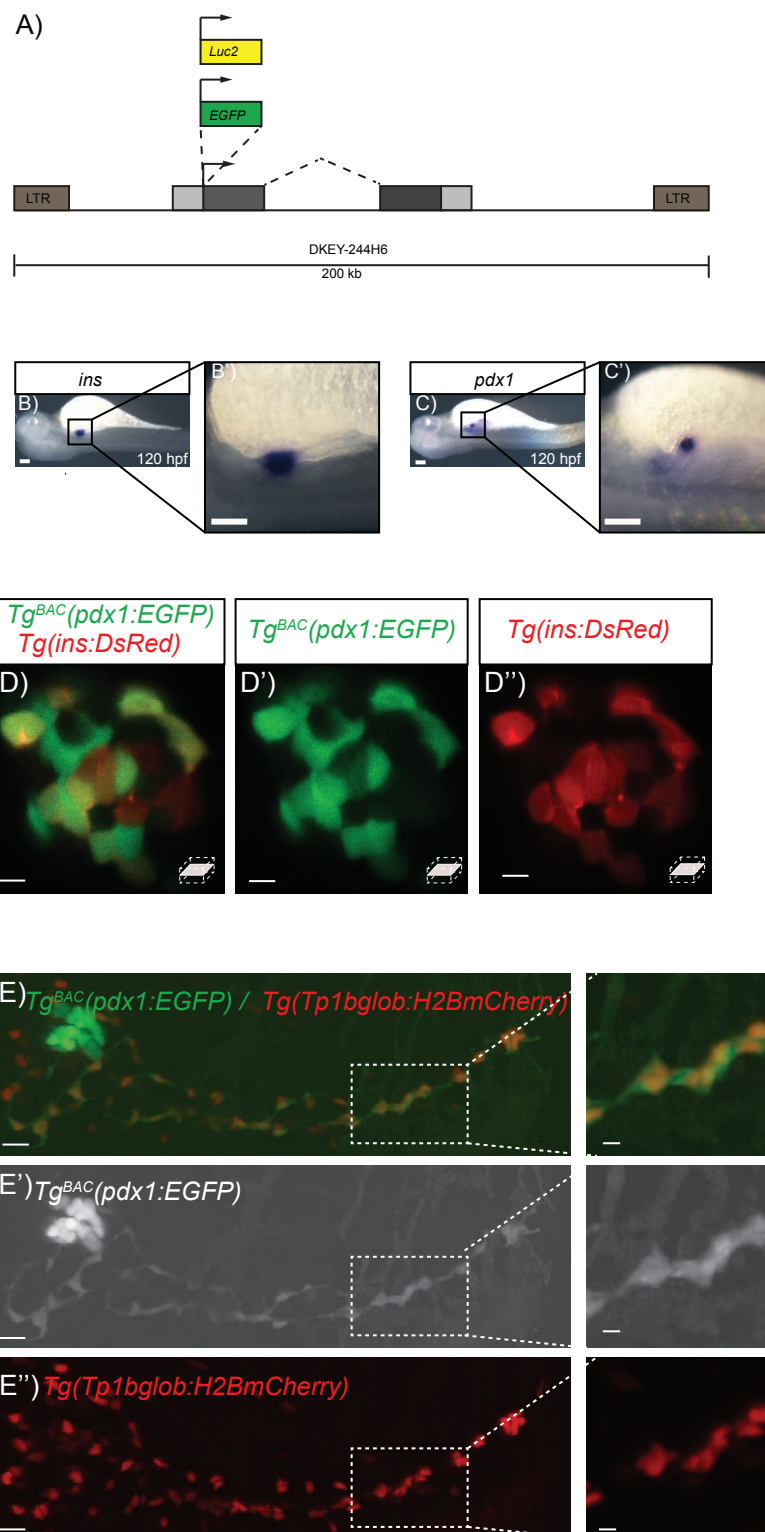 A)
Luc2
EGFP
LTR
LTR
DKEY-244H6
200 kb
ins
pdx1
B)
B')
C)
C')
120 hpf
120 hpf
Tg^BAC(pdx1:EGFP)
Tg(ins:DsRed)
Tg^BAC(pdx1:EGFP)
Tg(ins:DsRed)
D)
D')
D'')
E) Tg^BAC(pdx1:EGFP) / Tg(Tp1bglob:H2BmCherry)
E') Tg^BAC(pdx1:EGFP)
E'') Tg(Tp1bglob:H2BmCherry)